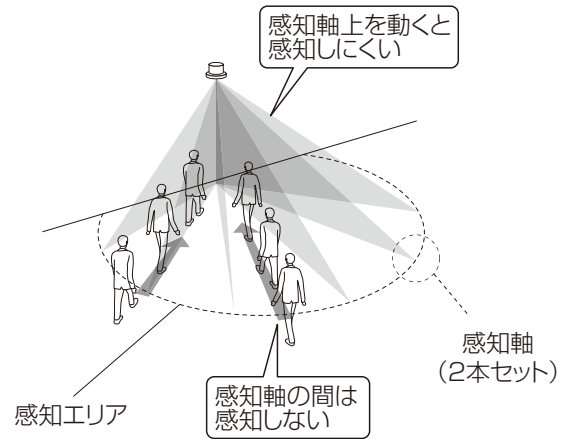 感知軸上を動くと
感知しにくい
感知軸
（2本セット）
感知エリア
感知軸の間は
感知しない